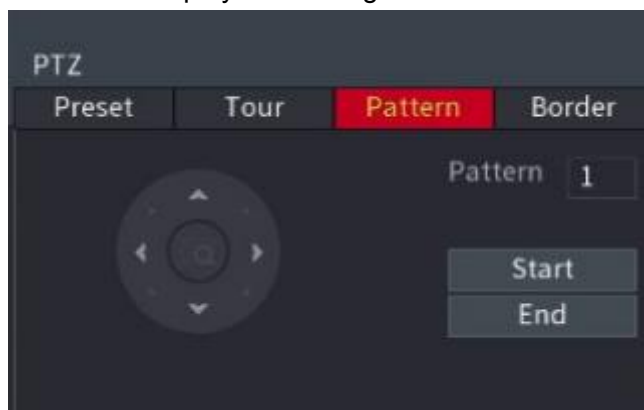 PTZ
Preset Tour Pattern Border
Pattern 1
Start
End